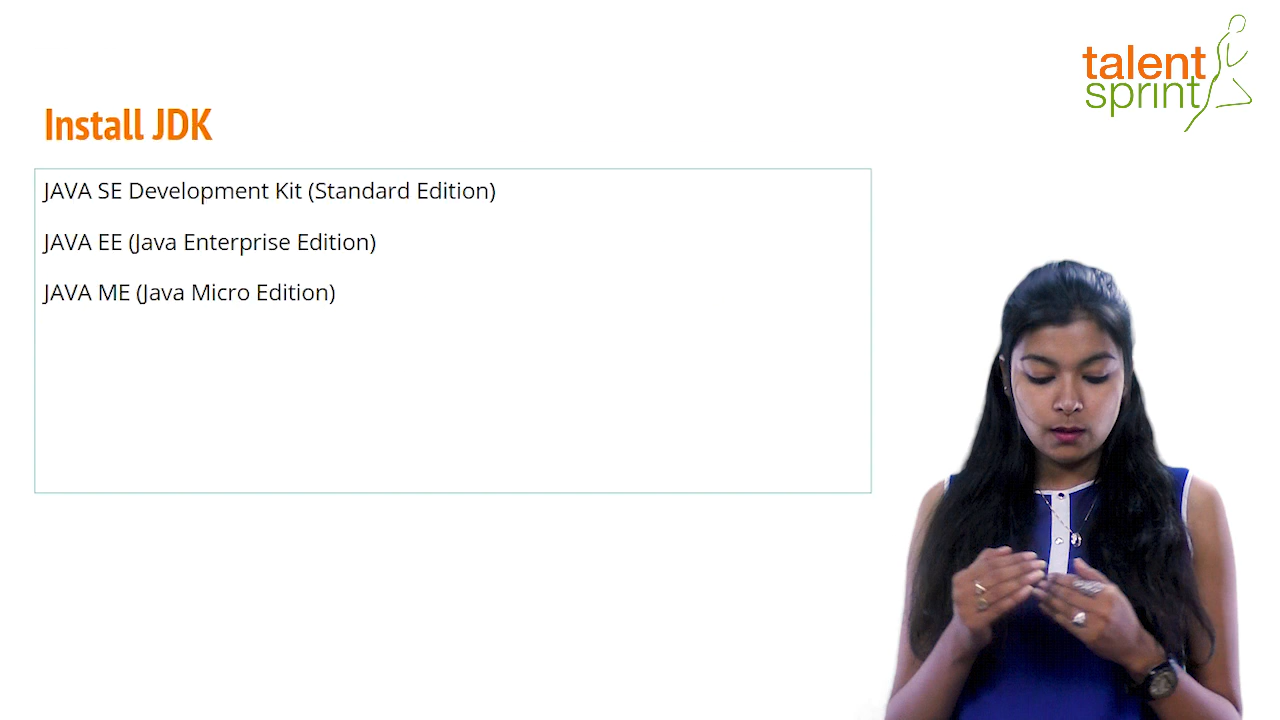 talent
sprint
Install JDK
JAVA SE Development Kit (Standard Edition)
JAVA EE (Java Enterprise Edition)
JAVA ME (Java Micro Edition)